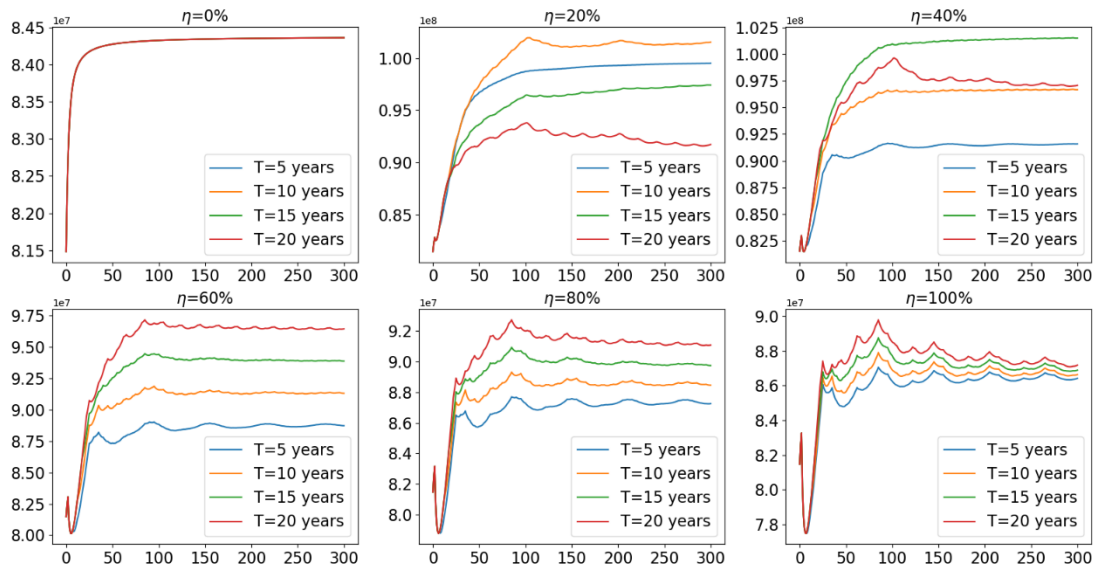 η=0%
1e7
8.45
8.40
8.35
8.30
8.25
8.20
8.15
0 50 100 150 200 250 300
T=5 years
T=10 years
T=15 years
T=20 years
η=20%
1e8
1.00
0.95
0.90
0.85
0 50 100 150 200 250 300
T=5 years
T=10 years
T=15 years
T=20 years
η=40%
1e8
1.025
1.000
0.975
0.950
0.925
0.900
0.875
0.850
0.825
0 50 100 150 200 250 300
T=5 years
T=10 years
T=15 years
T=20 years
η=60%
1e7
9.75
9.50
9.25
9.00
8.75
8.50
8.25
8.00
0 50 100 150 200 250 300
T=5 years
T=10 years
T=15 years
T=20 years
η=80%
1e7
9.2
9.0
8.8
8.6
8.4
8.2
8.0
0 50 100 150 200 250 300
T=5 years
T=10 years
T=15 years
T=20 years
η=100%
1e7
9.0
8.8
8.6
8.4
8.2
8.0
7.8
0 50 100 150 200 250 300
T=5 years
T=10 years
T=15 years
T=20 years